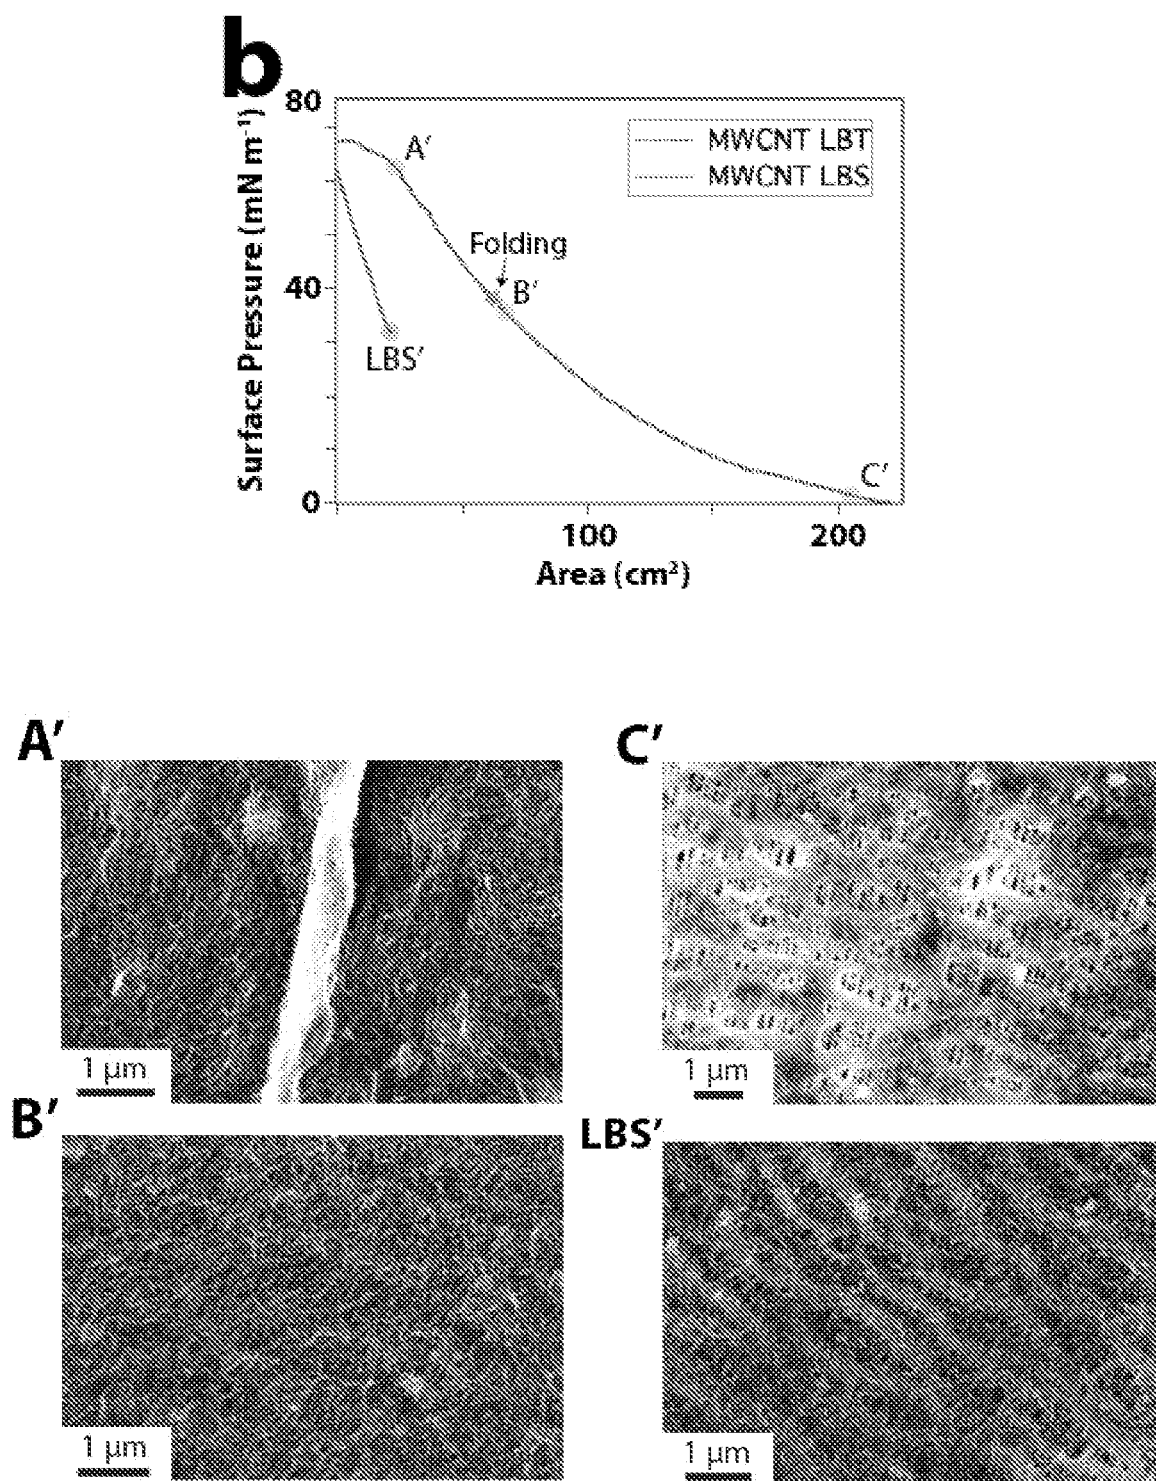 b
80
40
0
Surface Pressure (mN m⁻¹)
A′
Folding
B′
LBS′
C′
MWCNT LBT
MWCNT LBS
100
200
Area (cm²)
A′
1 µm
C′
1 µm
B′
1 µm
LBS′
1 µm